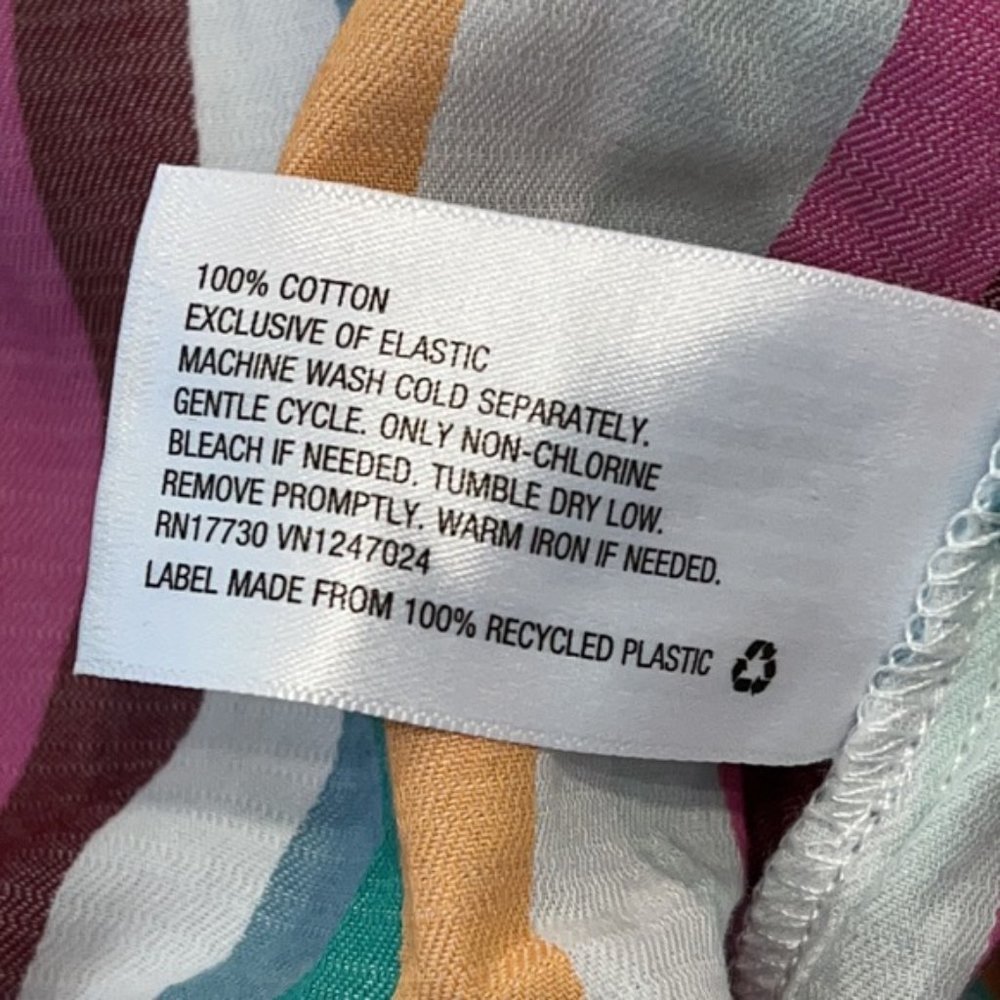 100% COTTON
EXCLUSIVE OF ELASTIC
MACHINE WASH COLD SEPARATELY.
GENTLE CYCLE. ONLY NON-CHLORINE
BLEACH IF NEEDED. TUMBLE DRY LOW.
REMOVE PROMPTLY. WARM IRON IF NEEDED.
RN17730 VN1247024
LABEL MADE FROM 100% RECYCLED PLASTIC